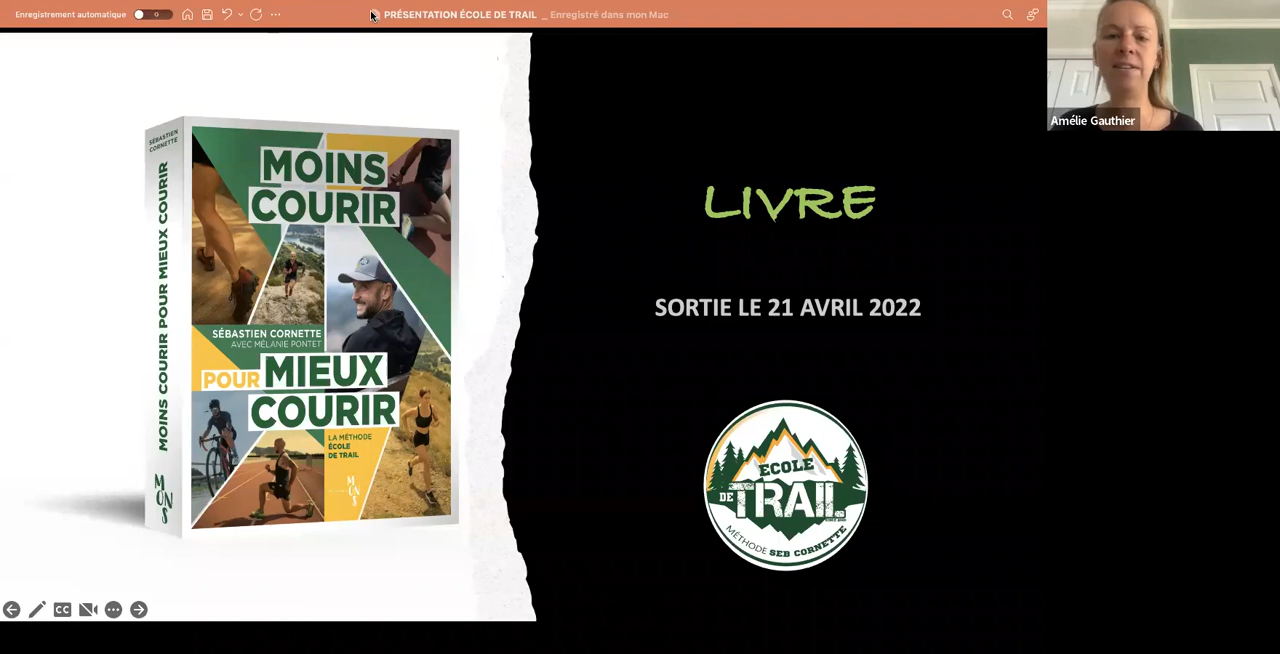 Enregistrement automatique
PRÉSENTATION ÉCOLE DE TRAIL _ Enregistré dans mon Mac
Amélie Gauthier
SÉBASTIEN
CORNETTE
MOINS COURIR POUR MIEUX COURIR
MONS
MOINS
COURIR
SÉBASTIEN CORNETTE
AVEC MÉLANIE PONTET
POUR MIEUX
COURIR
LA MÉTHODE
ÉCOLE
DE TRAIL
MONS
LIVRE
SORTIE LE 21 AVRIL 2022
ECOLE
DE TRAIL
MÉTHODE SEB CORNETTE
CC